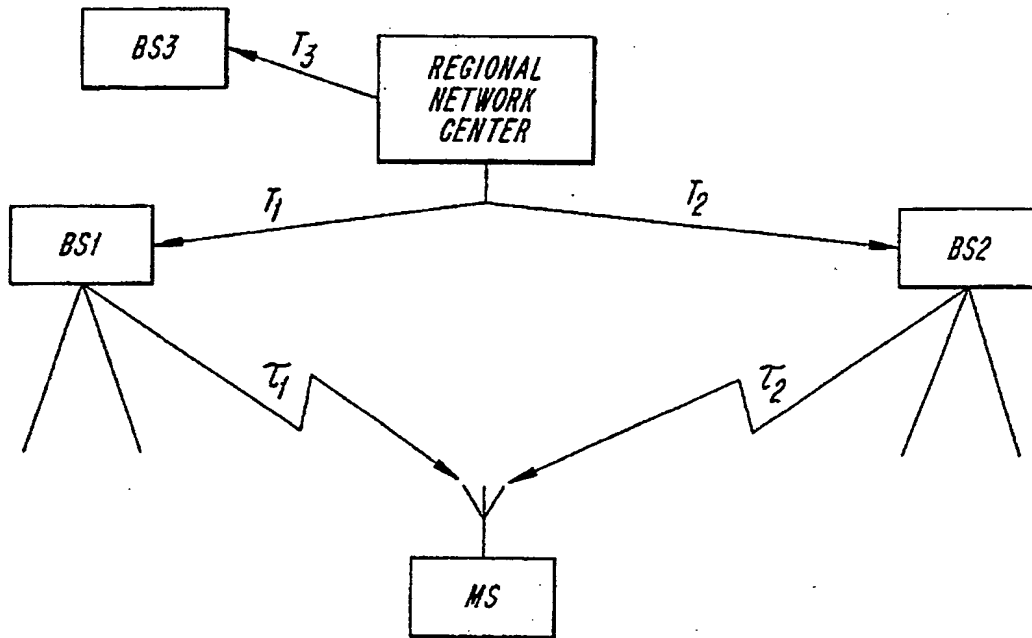 BS3
T3
REGIONAL
NETWORK
CENTER
T1
T2
BS1
BS2
τ1
τ2
MS